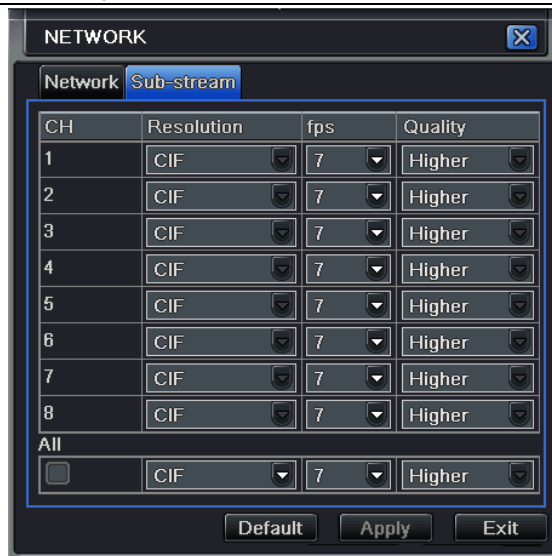 NETWORK
Network Sub-stream
CH Resolution fps Quality
1 CIF 7 Higher
2 CIF 7 Higher
3 CIF 7 Higher
4 CIF 7 Higher
5 CIF 7 Higher
6 CIF 7 Higher
7 CIF 7 Higher
8 CIF 7 Higher
All
CIF 7 Higher
Default Apply Exit